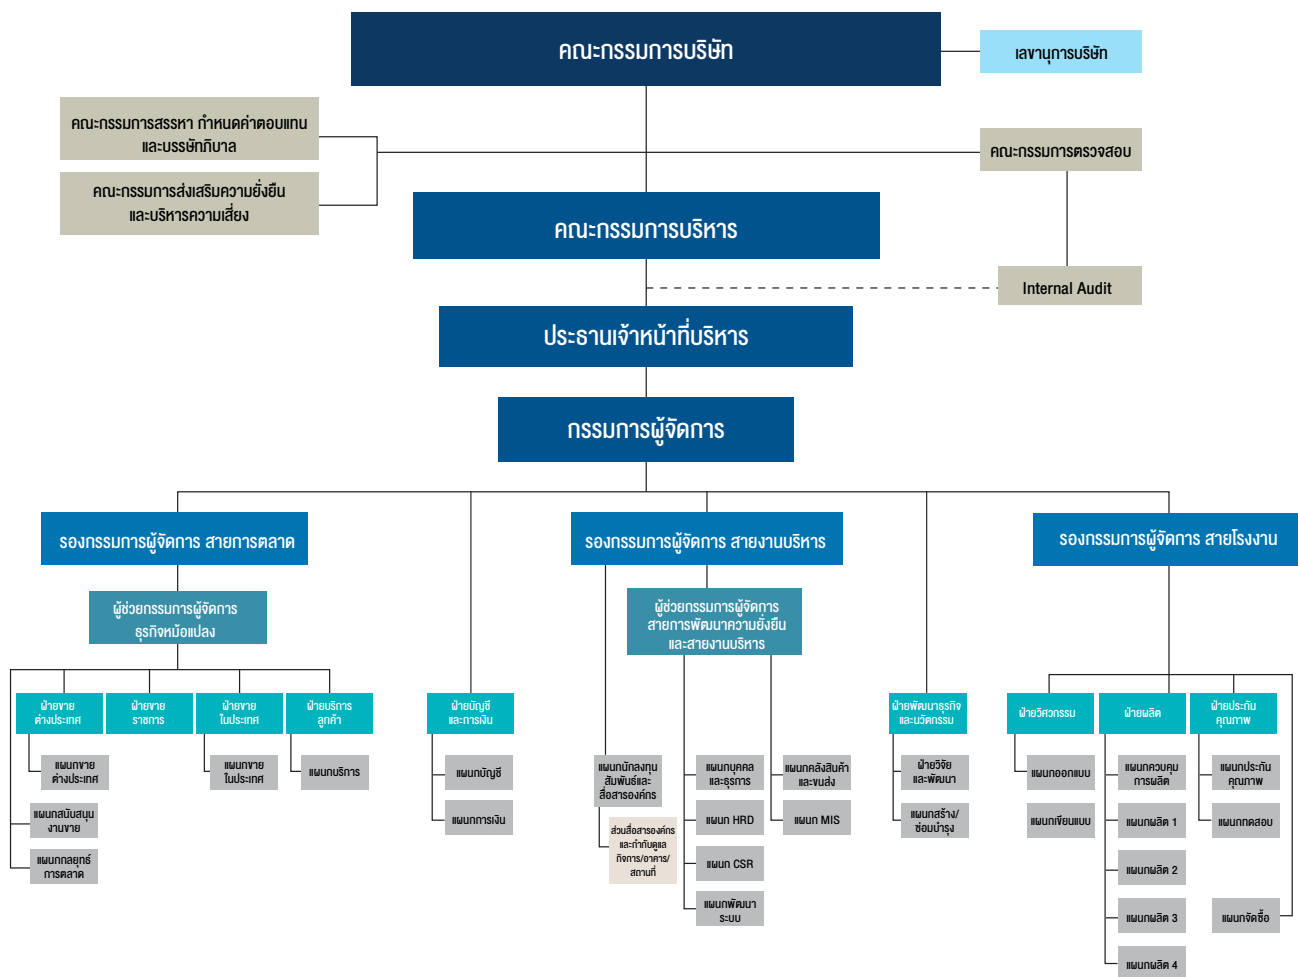 คณะกรรมการบริษัท
เลขานุการบริษัท
คณะกรรมการสรรหา กำหนดค่าตอบแทน
และบรรษัทภิบาล
คณะกรรมการตรวจสอบ
คณะกรรมการส่งเสริมความยั่งยืน
และบริหารความเสี่ยง
คณะกรรมการบริหาร
Internal Audit
ประธานเจ้าหน้าที่บริหาร
กรรมการผู้จัดการ
รองกรรมการผู้จัดการ สายการตลาด
รองกรรมการผู้จัดการ สายงานบริหาร
รองกรรมการผู้จัดการ สายโรงงาน
ผู้ช่วยกรรมการผู้จัดการ
ธุรกิจหม้อแปลง
ผู้ช่วยกรรมการผู้จัดการ
สายการพัฒนาความยั่งยืน
และสายงานบริหาร
ฝ่ายขาย
ต่างประเทศ
ฝ่ายขาย
ราชการ
ฝ่ายขาย
ในประเทศ
ฝ่ายบริการ
ลูกค้า
ฝ่ายบัญชี
และการเงิน
ฝ่ายพัฒนาธุรกิจ
และนวัตกรรม
ฝ่ายวิศวกรรม
ฝ่ายผลิต
ฝ่ายประกัน
คุณภาพ
แผนกขาย
ต่างประเทศ
แผนกขาย
ในประเทศ
แผนกบริการ
แผนกบัญชี
แผนกนักลงทุน
สัมพันธ์และ
สื่อสารองค์กร
แผนกบุคคล
และธุรการ
แผนกคลังสินค้า
และขนส่ง
ฝ่ายวิจัย
และพัฒนา
แผนกออกแบบ
แผนกควบคุม
การผลิต
แผนกประกัน
คุณภาพ
แผนกสนับสนุน
งานขาย
แผนกการเงิน
แผนก HRD
แผนก MIS
แผนกสร้าง/
ซ่อมบำรุง
แผนกเขียนแบบ
แผนกผลิต 1
แผนกทดสอบ
แผนกกลยุทธ์
การตลาด
ส่วนสื่อสารองค์กร
และกำกับดูแล
กิจการ/อาคาร/
สถานที่
แผนก CSR
แผนกผลิต 2
แผนกพัฒนา
ระบบ
แผนกผลิต 3
แผนกจัดซื้อ
แผนกผลิต 4